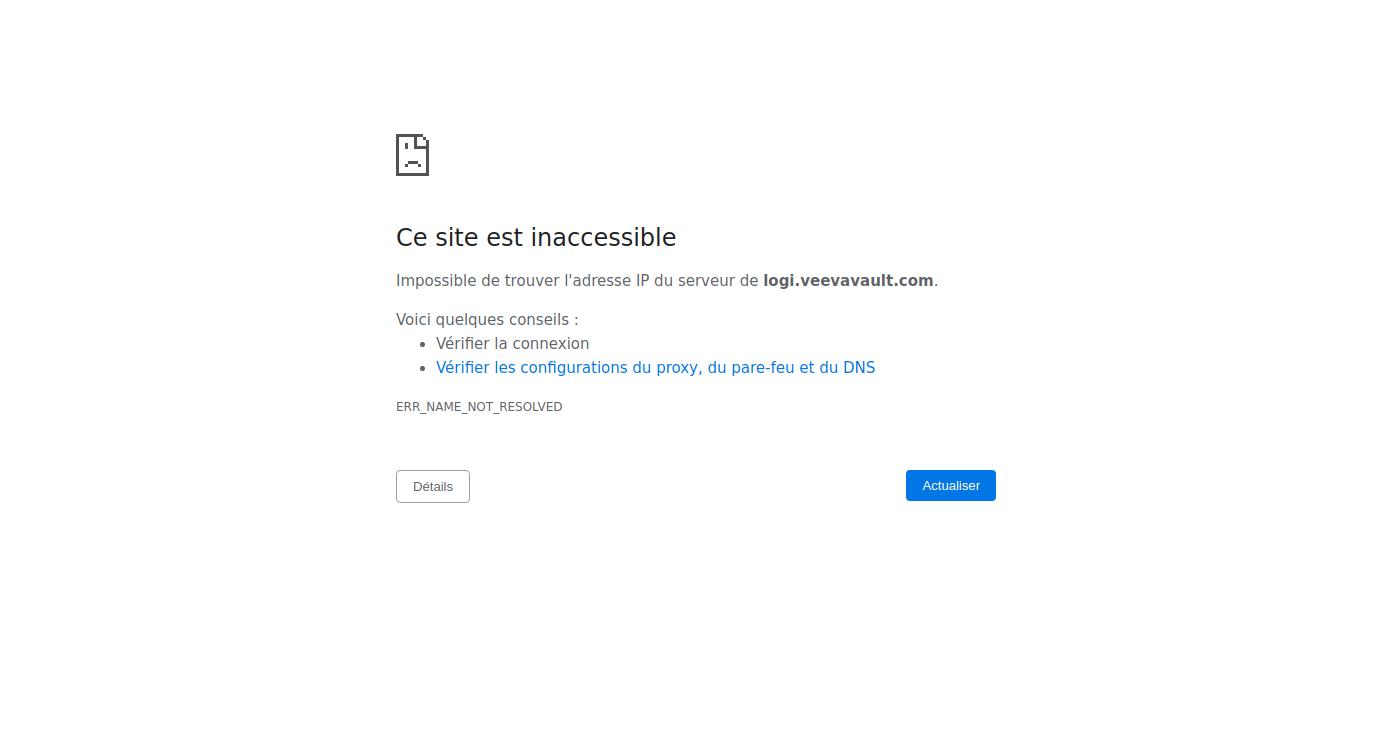 Ce site est inaccessible
Impossible de trouver l'adresse IP du serveur de logi.veevavault.com.
Voici quelques conseils :
Vérifier la connexion
Vérifier les configurations du proxy, du pare-feu et du DNS
ERR_NAME_NOT_RESOLVED
Détails
Actualiser